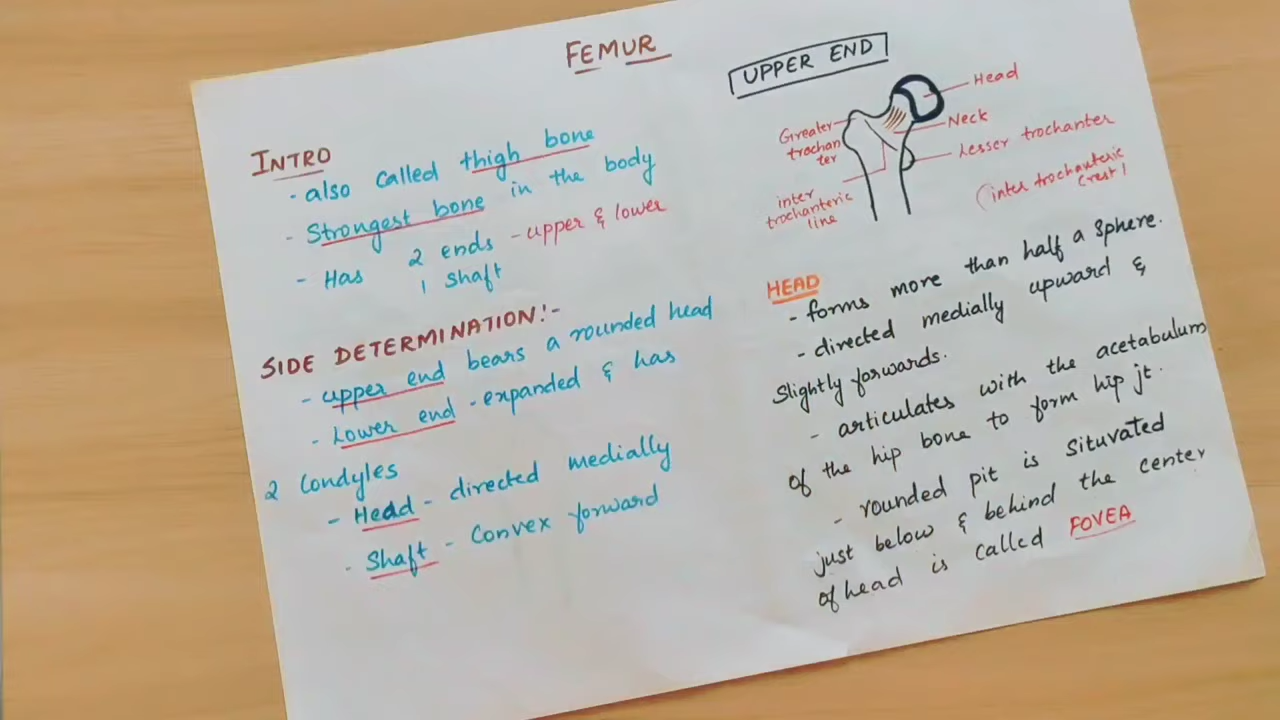 FEMUR
INTRO
- also called thigh bone
- Strongest bone in the body
- Has 2 ends - upper & lower
1 shaft
SIDE DETERMINATION:-
- upper end bears a rounded head
- Lower end - expanded & has
2 Condyles
- Head - directed medially
- Shaft - Convex forward
UPPER END
Head
Neck
Lesser trochanter
(inter trochanteric
crest)
Greater
trochan
ter
inter
trochanteric
line
HEAD
- forms more than half a sphere.
- directed medially upward &
Slightly forwards.
- articulates with the acetabulum
of the hip bone to form hip jt.
- rounded pit is situvated
just below & behind the center
of head is called FOVEA